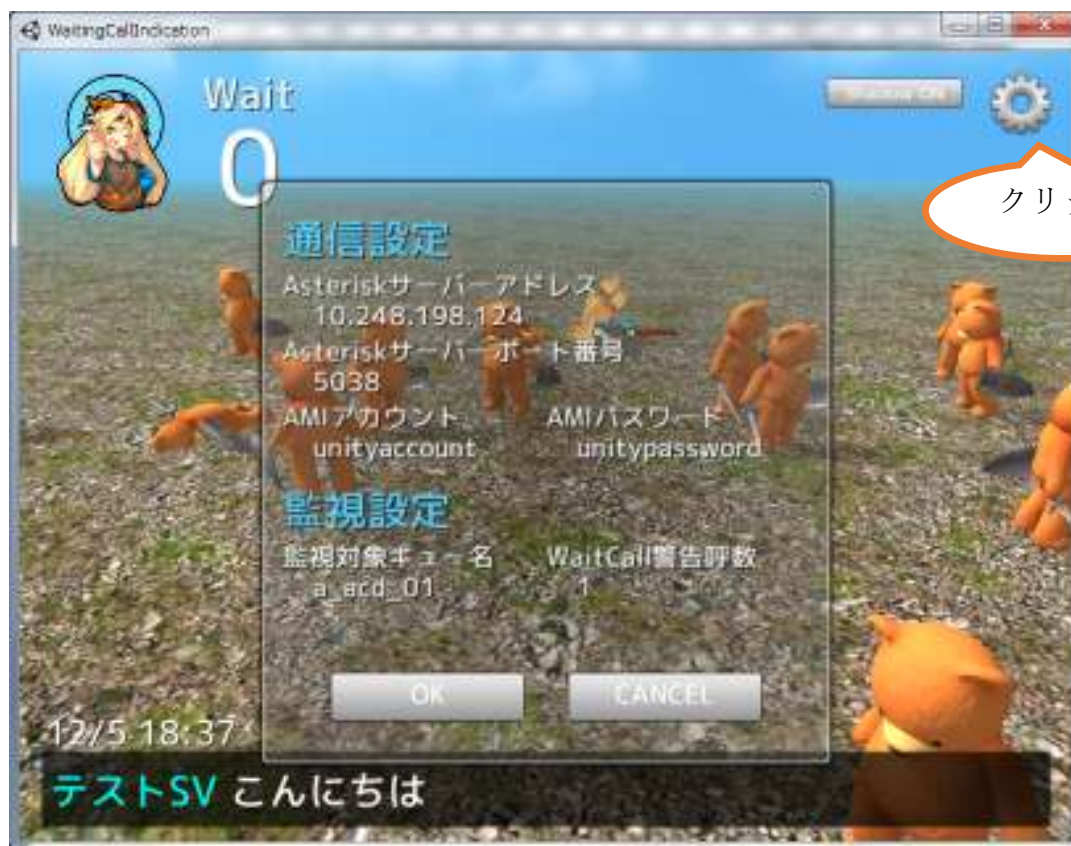 WaitingCallIndication
Wait
0
クリ
通信設定
Asteriskサーバーアドレス
10.248.198.124
Asteriskサーバーポート番号
5038
AMIアカウント AMIパスワード
unityaccount unitypassword
監視設定
監視対象キュー名 WaitCall警告呼数
a_acd_01 1
OK CANCEL
12/5 18:37
テストSV こんにちは